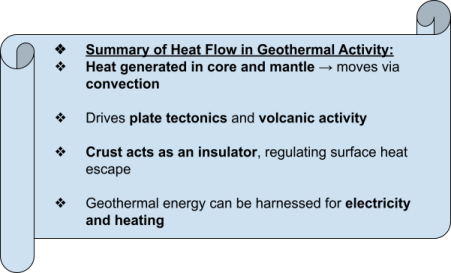 ❖ Summary of Heat Flow in Geothermal Activity:
❖ Heat generated in core and mantle → moves via
convection
❖ Drives plate tectonics and volcanic activity
❖ Crust acts as an insulator, regulating surface heat
escape
❖ Geothermal energy can be harnessed for electricity
and heating